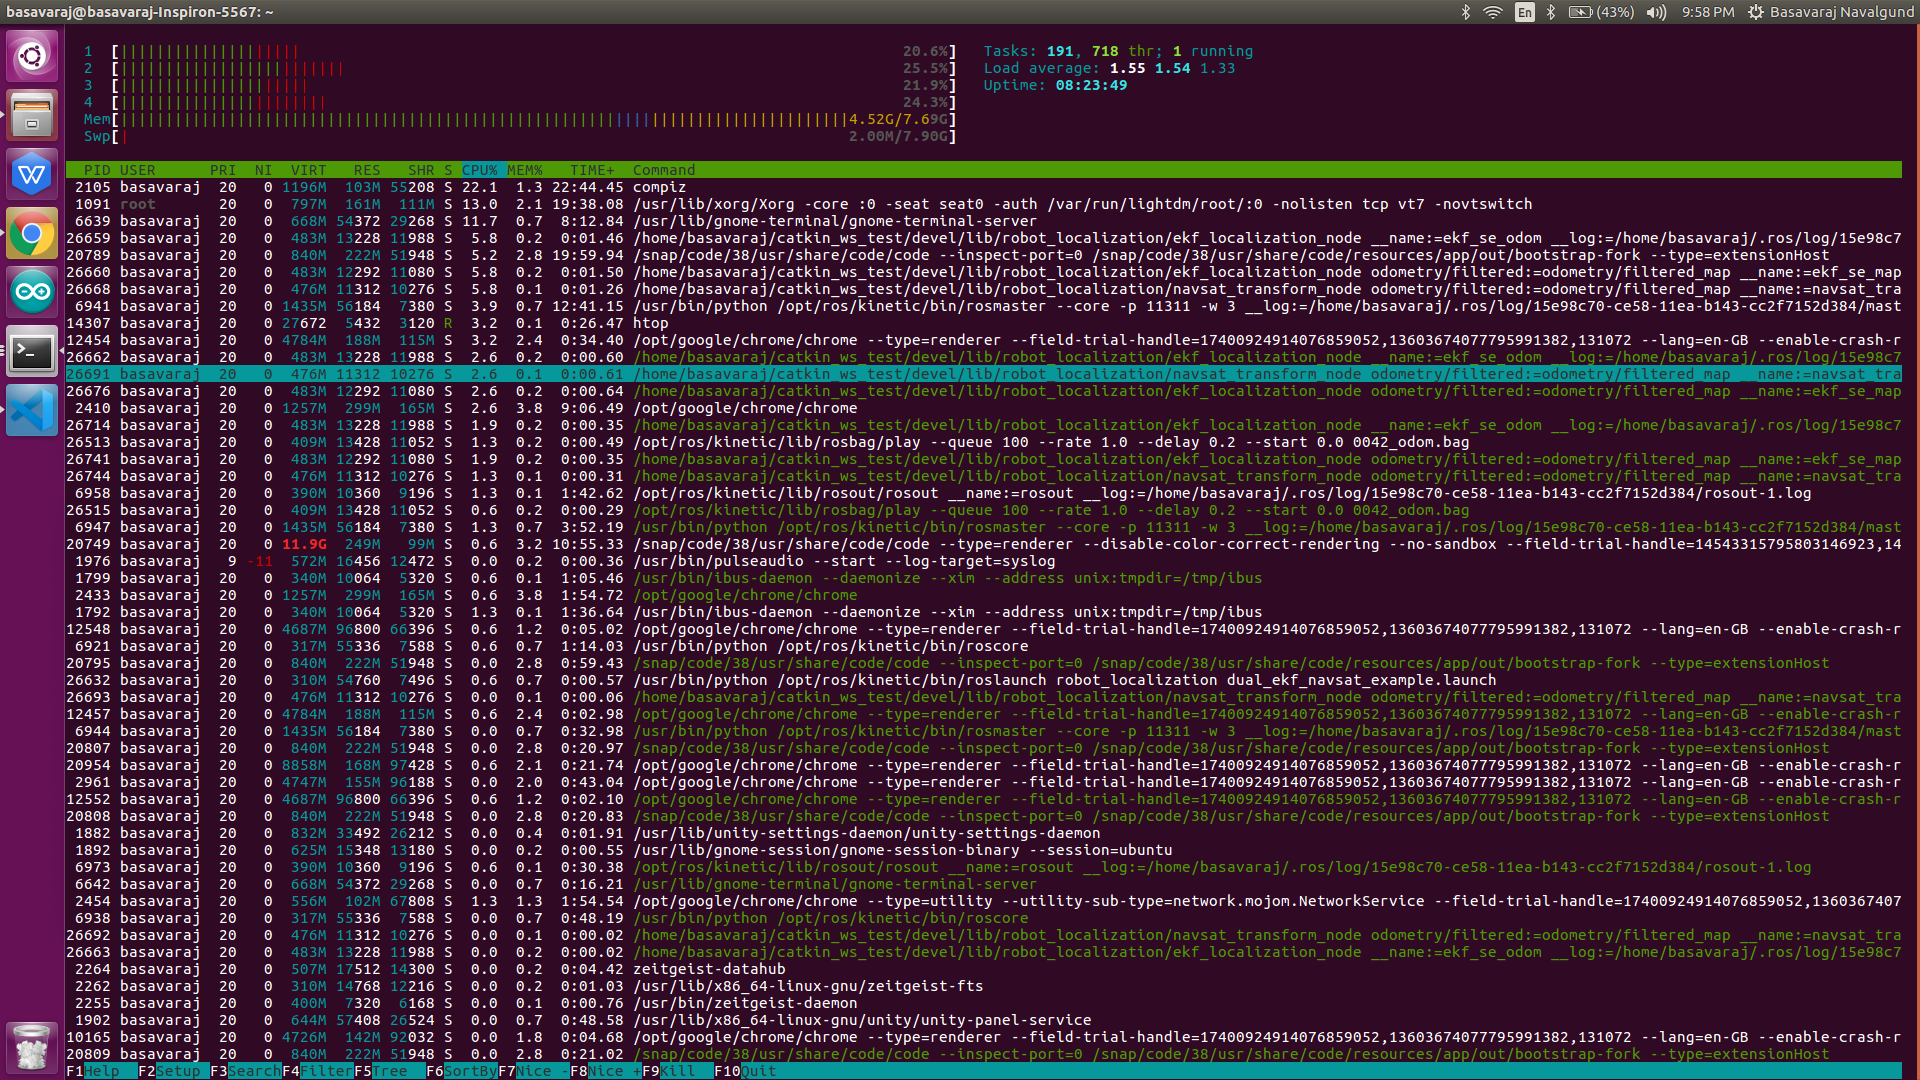 basavaraj@basavaraj-Inspiron-5567: ~ En (43%) 9:58 PM Basavaraj Navalgund
1 [ 20.6%] Tasks: 191, 718 thr; 1 running
2 [ 25.5%] Load average: 1.55 1.54 1.33
3 [ 21.9%] Uptime: 08:23:49
4 [ 24.3%]
Mem[ 4.52G/7.69G]
Swp[ 2.00M/7.90G]
PID USER PRI NI VIRT RES SHR S CPU% MEM% TIME+ Command
2105 basavaraj 20 0 1196M 103M 55208 S 22.1 1.3 22:44.45 compiz
1091 root 20 0 797M 161M 111M S 13.0 2.1 19:38.08 /usr/lib/xorg/Xorg -core :0 -seat seat0 -auth /var/run/lightdm/root/:0 -nolisten tcp vt7 -novtswitch
6639 basavaraj 20 0 668M 54372 29268 S 11.7 0.7 8:12.84 /usr/lib/gnome-terminal/gnome-terminal-server
26659 basavaraj 20 0 483M 13228 11988 S 5.8 0.2 0:01.46 /home/basavaraj/catkin_ws_test/devel/lib/robot_localization/ekf_localization_node __name:=ekf_se_odom __log:=/home/basavaraj/.ros/log/15e98c7
20789 basavaraj 20 0 840M 222M 51948 S 5.2 2.8 19:59.94 /snap/code/38/usr/share/code/code --inspect-port=0 /snap/code/38/usr/share/code/resources/app/out/bootstrap-fork --type=extensionHost
26660 basavaraj 20 0 483M 12292 11080 S 5.8 0.2 0:01.50 /home/basavaraj/catkin_ws_test/devel/lib/robot_localization/ekf_localization_node odometry/filtered:=odometry/filtered_map __name:=ekf_se_map
26668 basavaraj 20 0 476M 11312 10276 S 5.8 0.1 0:01.26 /home/basavaraj/catkin_ws_test/devel/lib/robot_localization/navsat_transform_node odometry/filtered:=odometry/filtered_map __name:=navsat_tra
6941 basavaraj 20 0 1435M 56184 7380 S 3.9 0.7 12:41.15 /usr/bin/python /opt/ros/kinetic/bin/rosmaster --core -p 11311 -w 3 __log:=/home/basavaraj/.ros/log/15e98c70-ce58-11ea-b143-cc2f7152d384/mast
14307 basavaraj 20 0 27672 5432 3120 R 3.2 0.1 0:26.47 htop
12454 basavaraj 20 0 4784M 188M 115M S 3.2 2.4 0:34.40 /opt/google/chrome/chrome --type=renderer --field-trial-handle=17400924914076859052,13603674077795991382,131072 --lang=en-GB --enable-crash-r
26662 basavaraj 20 0 483M 13228 11988 S 2.6 0.2 0:00.60 /home/basavaraj/catkin_ws_test/devel/lib/robot_localization/ekf_localization_node __name:=ekf_se_odom __log:=/home/basavaraj/.ros/log/15e98c7
26691 basavaraj 20 0 476M 11312 10276 S 2.6 0.1 0:00.61 /home/basavaraj/catkin_ws_test/devel/lib/robot_localization/navsat_transform_node odometry/filtered:=odometry/filtered_map __name:=navsat_tra
26676 basavaraj 20 0 483M 12292 11080 S 2.6 0.2 0:00.64 /home/basavaraj/catkin_ws_test/devel/lib/robot_localization/ekf_localization_node odometry/filtered:=odometry/filtered_map __name:=ekf_se_map
2410 basavaraj 20 0 1257M 299M 165M S 2.6 3.8 9:06.49 /opt/google/chrome/chrome
26714 basavaraj 20 0 483M 13228 11988 S 1.9 0.2 0:00.35 /home/basavaraj/catkin_ws_test/devel/lib/robot_localization/ekf_localization_node __name:=ekf_se_odom __log:=/home/basavaraj/.ros/log/15e98c7
26513 basavaraj 20 0 409M 13428 11052 S 1.3 0.2 0:00.49 /opt/ros/kinetic/lib/rosbag/play --queue 100 --rate 1.0 --delay 0.2 --start 0.0 0042_odom.bag
26741 basavaraj 20 0 483M 12292 11080 S 1.9 0.2 0:00.35 /home/basavaraj/catkin_ws_test/devel/lib/robot_localization/ekf_localization_node odometry/filtered:=odometry/filtered_map __name:=ekf_se_map
26744 basavaraj 20 0 476M 11312 10276 S 1.3 0.1 0:00.31 /home/basavaraj/catkin_ws_test/devel/lib/robot_localization/navsat_transform_node odometry/filtered:=odometry/filtered_map __name:=navsat_tra
6958 basavaraj 20 0 390M 10360 9196 S 1.3 0.1 1:42.62 /opt/ros/kinetic/lib/rosout/rosout __name:=rosout __log:=/home/basavaraj/.ros/log/15e98c70-ce58-11ea-b143-cc2f7152d384/rosout-1.log
26515 basavaraj 20 0 409M 13428 11052 S 0.6 0.2 0:00.29 /opt/ros/kinetic/lib/rosbag/play --queue 100 --rate 1.0 --delay 0.2 --start 0.0 0042_odom.bag
6947 basavaraj 20 0 1435M 56184 7380 S 1.3 0.7 3:52.19 /usr/bin/python /opt/ros/kinetic/bin/rosmaster --core -p 11311 -w 3 __log:=/home/basavaraj/.ros/log/15e98c70-ce58-11ea-b143-cc2f7152d384/mast
20749 basavaraj 20 0 11.9G 249M 99M S 0.6 3.2 10:55.33 /snap/code/38/usr/share/code/code --type=renderer --disable-color-correct-rendering --no-sandbox --field-trial-handle=14543315795803146923,14
1976 basavaraj 9 -11 572M 16456 12472 S 0.0 0.2 0:00.36 /usr/bin/pulseaudio --start --log-target=syslog
1799 basavaraj 20 0 340M 10064 5320 S 0.6 0.1 1:05.46 /usr/bin/ibus-daemon --daemonize --xim --address unix:tmpdir=/tmp/ibus
2433 basavaraj 20 0 1257M 299M 165M S 0.6 3.8 1:54.72 /opt/google/chrome/chrome
1792 basavaraj 20 0 340M 10064 5320 S 1.3 0.1 1:36.64 /usr/bin/ibus-daemon --daemonize --xim --address unix:tmpdir=/tmp/ibus
12548 basavaraj 20 0 4687M 96800 66396 S 0.6 1.2 0:05.02 /opt/google/chrome/chrome --type=renderer --field-trial-handle=17400924914076859052,13603674077795991382,131072 --lang=en-GB --enable-crash-r
6921 basavaraj 20 0 317M 55336 7588 S 0.6 0.7 1:14.03 /usr/bin/python /opt/ros/kinetic/bin/roscore
20795 basavaraj 20 0 840M 222M 51948 S 0.6 2.8 0:59.43 /snap/code/38/usr/share/code/code --inspect-port=0 /snap/code/38/usr/share/code/resources/app/out/bootstrap-fork --type=extensionHost
26632 basavaraj 20 0 310M 54760 7496 S 0.6 0.7 0:00.57 /usr/bin/python /opt/ros/kinetic/bin/roslaunch robot_localization dual_ekf_navsat_example.launch
26693 basavaraj 20 0 476M 11312 10276 S 0.0 0.1 0:00.06 /home/basavaraj/catkin_ws_test/devel/lib/robot_localization/navsat_transform_node odometry/filtered:=odometry/filtered_map __name:=navsat_tra
12457 basavaraj 20 0 4784M 188M 115M S 0.6 2.4 0:02.98 /opt/google/chrome/chrome --type=renderer --field-trial-handle=17400924914076859052,13603674077795991382,131072 --lang=en-GB --enable-crash-r
6944 basavaraj 20 0 1435M 56184 7380 S 0.0 0.7 0:32.98 /usr/bin/python /opt/ros/kinetic/bin/rosmaster --core -p 11311 -w 3 __log:=/home/basavaraj/.ros/log/15e98c70-ce58-11ea-b143-cc2f7152d384/mast
20807 basavaraj 20 0 840M 222M 51948 S 0.0 2.8 0:20.97 /snap/code/38/usr/share/code/code --inspect-port=0 /snap/code/38/usr/share/code/resources/app/out/bootstrap-fork --type=extensionHost
20954 basavaraj 20 0 8858M 168M 97428 S 0.6 2.1 0:21.74 /opt/google/chrome/chrome --type=renderer --field-trial-handle=17400924914076859052,13603674077795991382,131072 --lang=en-GB --enable-crash-r
2961 basavaraj 20 0 4747M 155M 96188 S 0.0 2.0 0:43.04 /opt/google/chrome/chrome --type=renderer --field-trial-handle=17400924914076859052,13603674077795991382,131072 --lang=en-GB --enable-crash-r
12552 basavaraj 20 0 4687M 96800 66396 S 0.6 1.2 0:02.10 /opt/google/chrome/chrome --type=renderer --field-trial-handle=17400924914076859052,13603674077795991382,131072 --lang=en-GB --enable-crash-r
20808 basavaraj 20 0 840M 222M 51948 S 0.0 2.8 0:20.83 /snap/code/38/usr/share/code/code --inspect-port=0 /snap/code/38/usr/share/code/resources/app/out/bootstrap-fork --type=extensionHost
1882 basavaraj 20 0 832M 33492 26212 S 0.0 0.4 0:01.91 /usr/lib/unity-settings-daemon/unity-settings-daemon
1892 basavaraj 20 0 625M 15348 13180 S 0.0 0.2 0:00.55 /usr/lib/gnome-session/gnome-session-binary --session=ubuntu
6973 basavaraj 20 0 390M 10360 9196 S 0.6 0.1 0:30.38 /opt/ros/kinetic/lib/rosout/rosout __name:=rosout __log:=/home/basavaraj/.ros/log/15e98c70-ce58-11ea-b143-cc2f7152d384/rosout-1.log
6642 basavaraj 20 0 668M 54372 29268 S 0.0 0.7 0:16.21 /usr/lib/gnome-terminal/gnome-terminal-server
2454 basavaraj 20 0 556M 102M 67808 S 1.3 1.3 1:54.54 /opt/google/chrome/chrome --type=utility --utility-sub-type=network.mojom.NetworkService --field-trial-handle=17400924914076859052,1360367407
6938 basavaraj 20 0 317M 55336 7588 S 0.0 0.7 0:48.19 /usr/bin/python /opt/ros/kinetic/bin/roscore
26692 basavaraj 20 0 476M 11312 10276 S 0.0 0.1 0:00.02 /home/basavaraj/catkin_ws_test/devel/lib/robot_localization/navsat_transform_node odometry/filtered:=odometry/filtered_map __name:=navsat_tra
26663 basavaraj 20 0 483M 13228 11988 S 0.0 0.2 0:00.02 /home/basavaraj/catkin_ws_test/devel/lib/robot_localization/ekf_localization_node __name:=ekf_se_odom __log:=/home/basavaraj/.ros/log/15e98c7
2264 basavaraj 20 0 507M 17512 14300 S 0.0 0.2 0:04.42 zeitgeist-datahub
2262 basavaraj 20 0 310M 14768 12216 S 0.0 0.2 0:01.03 /usr/lib/x86_64-linux-gnu/zeitgeist-fts
2255 basavaraj 20 0 400M 7320 6168 S 0.0 0.1 0:00.76 /usr/bin/zeitgeist-daemon
1902 basavaraj 20 0 644M 57408 26524 S 0.0 0.7 0:48.58 /usr/lib/x86_64-linux-gnu/unity/unity-panel-service
10165 basavaraj 20 0 4726M 142M 92032 S 0.0 1.8 0:04.68 /opt/google/chrome/chrome --type=renderer --field-trial-handle=17400924914076859052,13603674077795991382,131072 --lang=en-GB --enable-crash-r
20809 basavaraj 20 0 840M 222M 51948 S 0.0 2.8 0:21.02 /snap/code/38/usr/share/code/code --inspect-port=0 /snap/code/38/usr/share/code/resources/app/out/bootstrap-fork --type=extensionHost
F1Help F2Setup F3SearchF4FilterF5Tree F6SortByF7Nice -F8Nice +F9Kill F10Quit